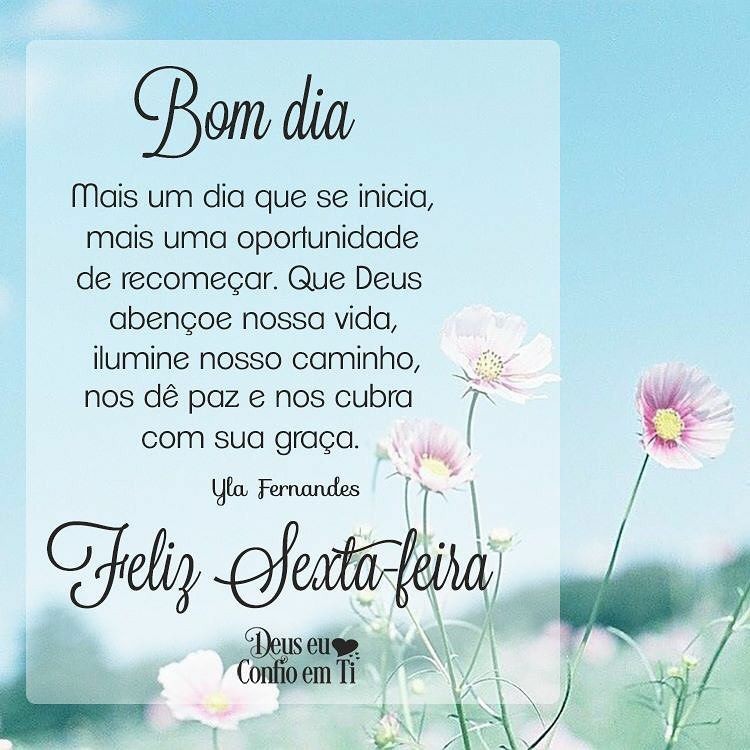 Bom dia
Mais um dia que se inicia,
mais uma oportunidade
de recomeçar. Que Deus
abençoe nossa vida,
ilumine nosso caminho,
nos dê paz e nos cubra
com sua graça.
Yla Fernandes
Feliz Sexta-feira
Deus eu
Confio em Ti